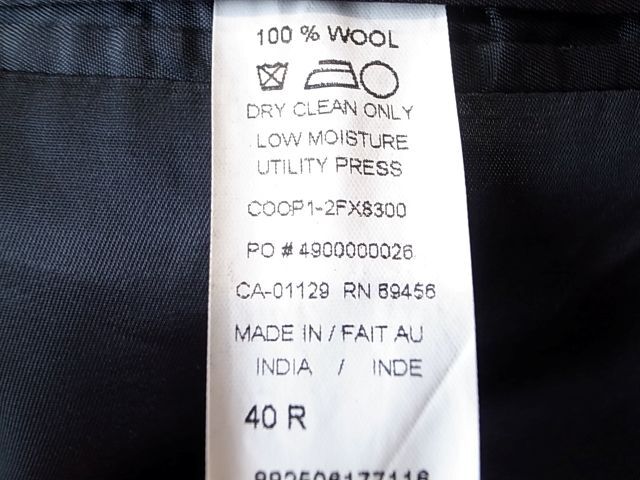 100 % WOOL
DRY CLEAN ONLY
LOW MOISTURE
UTILITY PRESS
COOP1-2FX8300
PO # 4900000026
CA-01129 RN 69456
MADE IN / FAIT AU
INDIA / INDE
40 R